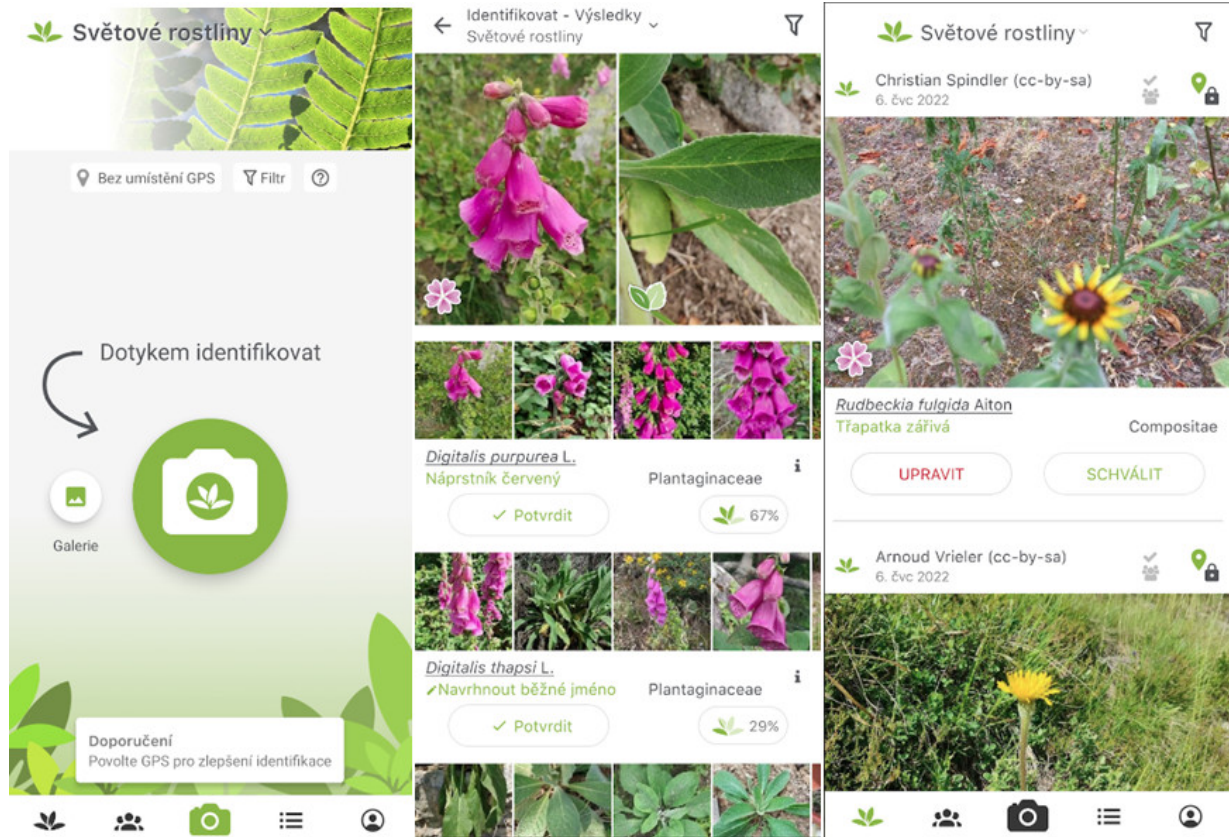 Světové rostliny
Bez umístění GPS
Filtr
?
Dotykem identifikovat
Galerie
Doporučení
Povolte GPS pro zlepšení identifikace
Identifikovat - Výsledky
Světové rostliny
Digitalis purpurea L.
Náprstník červený
Plantaginaceae
i
Potvrdit
67%
Digitalis thapsi L.
Navrhnout běžné jméno
Plantaginaceae
i
Potvrdit
29%
Světové rostliny
Christian Spindler (cc-by-sa)
6. čvc 2022
Rudbeckia fulgida Aiton
Třapatka zářivá
Compositae
UPRAVIT
SCHVÁLIT
Arnoud Vrieler (cc-by-sa)
6. čvc 2022